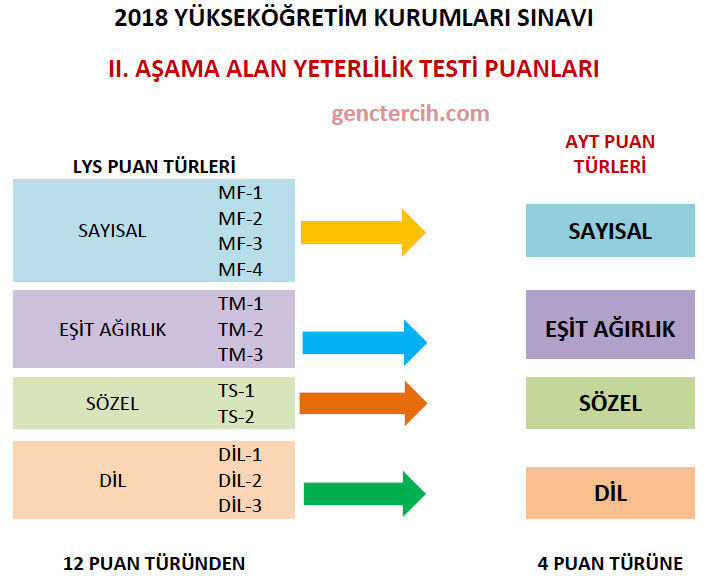 2018 YÜKSEKÖĞRETİM KURUMLARI SINAVI
II. AŞAMA ALAN YETERLİLİK TESTİ PUANLARI
genctercih.com
LYS PUAN TÜRLERİ
AYT PUAN
TÜRLERİ
SAYISAL
MF-1
MF-2
MF-3
MF-4
SAYISAL
EŞİT AĞIRLIK
TM-1
TM-2
TM-3
EŞİT AĞIRLIK
SÖZEL
TS-1
TS-2
SÖZEL
DİL
DİL-1
DİL-2
DİL-3
DİL
12 PUAN TÜRÜNDEN
4 PUAN TÜRÜNE